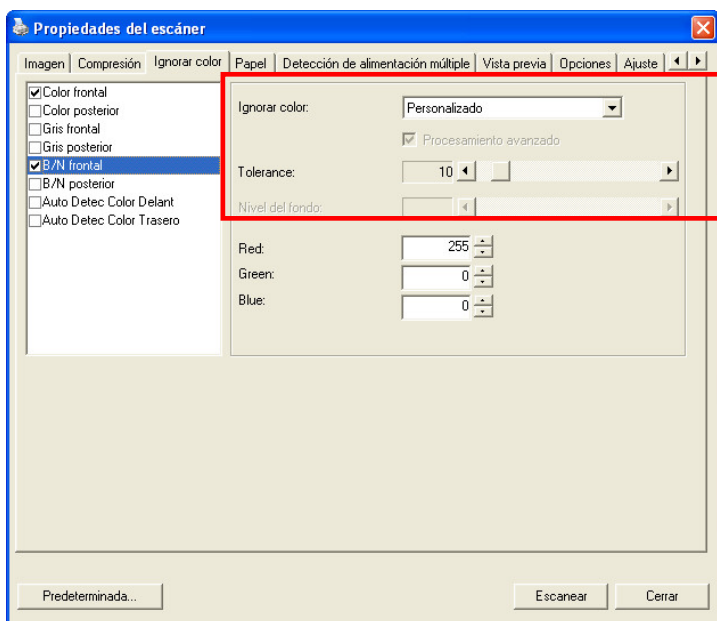 Propiedades del escáner
Imagen Compresión Ignorar color Papel Detección de alimentación múltiple Vista previa Opciones Ajuste
Color frontal
Color posterior
Gris frontal
Gris posterior
B/N frontal
B/N posterior
Auto Detec Color Delant
Auto Detec Color Trasero
Ignorar color: Personalizado
Procesamiento avanzado
Tolerance: 10
Nivel del fondo:
Red: 255
Green: 0
Blue: 0
Predeterminada... Escanear Cerrar